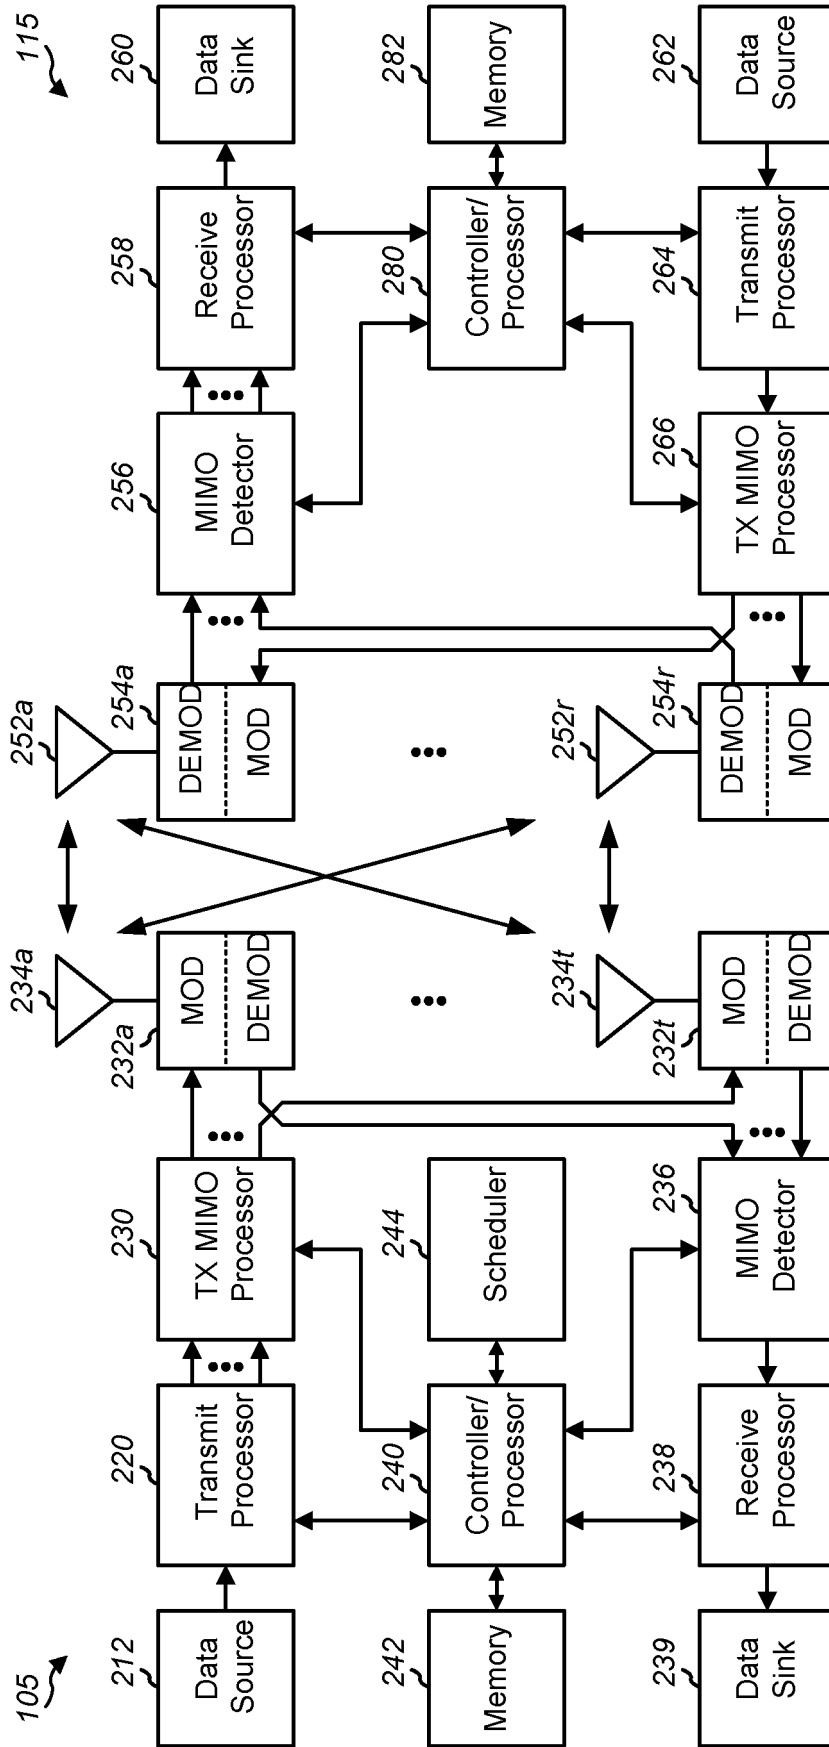 105
115
212
Data
Source
220
Transmit
Processor
230
TX MIMO
Processor
232a
MOD
DEMOD
234a
252a
254a
DEMOD
MOD
256
MIMO
Detector
258
Receive
Processor
260
Data
Sink
242
Memory
240
Controller/
Processor
244
Scheduler
280
Controller/
Processor
282
Memory
239
Data
Sink
238
Receive
Processor
236
MIMO
Detector
232t
MOD
DEMOD
234t
252r
254r
DEMOD
MOD
266
TX MIMO
Processor
264
Transmit
Processor
262
Data
Source